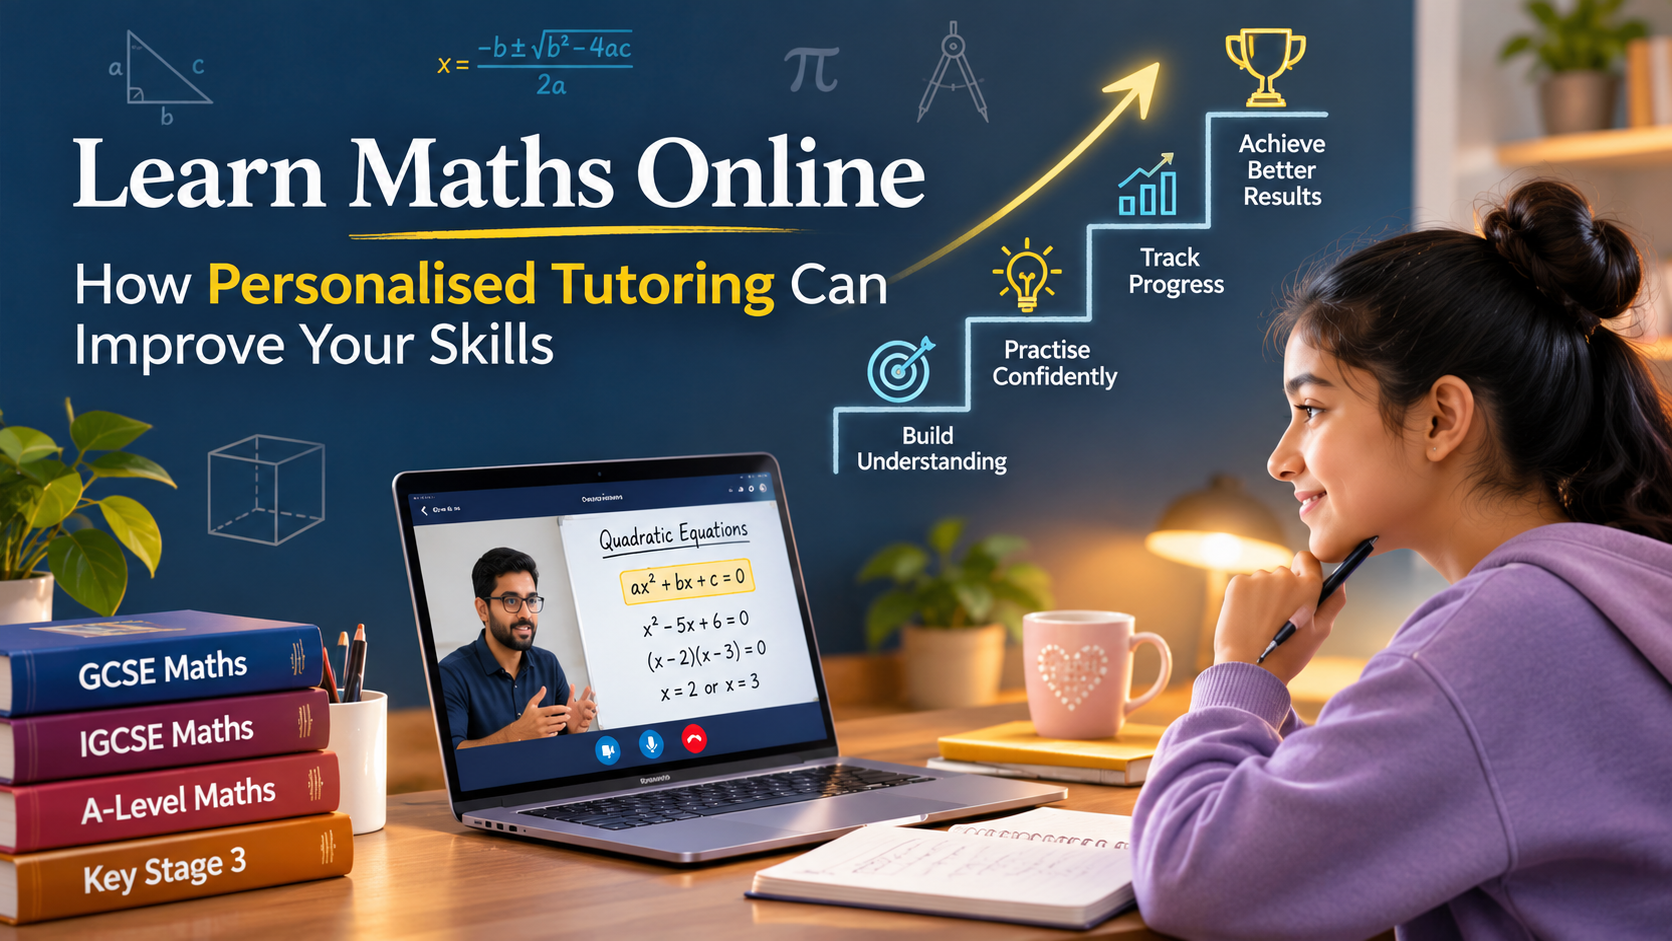 a
c
b
x = −b ± √b² − 4ac
2a
π
Learn Maths Online
How Personalised Tutoring Can
Improve Your Skills
Achieve
Better
Results
Track
Progress
Practise
Confidently
Build
Understanding
Quadratic Equations
ax² + bx + c = 0
x² − 5x + 6 = 0
(x − 2)(x − 3) = 0
x = 2 or x = 3
GCSE Maths
IGCSE Maths
A-Level Maths
Key Stage 3